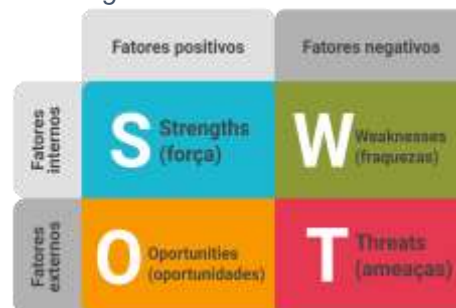 Fatores positivos
Fatores negativos
Fatores
internos
S Strengths
(força)
W Weaknesses
(fraquezas)
Fatores
externos
O Oportunities
(oportunidades)
T Threats
(ameaças)